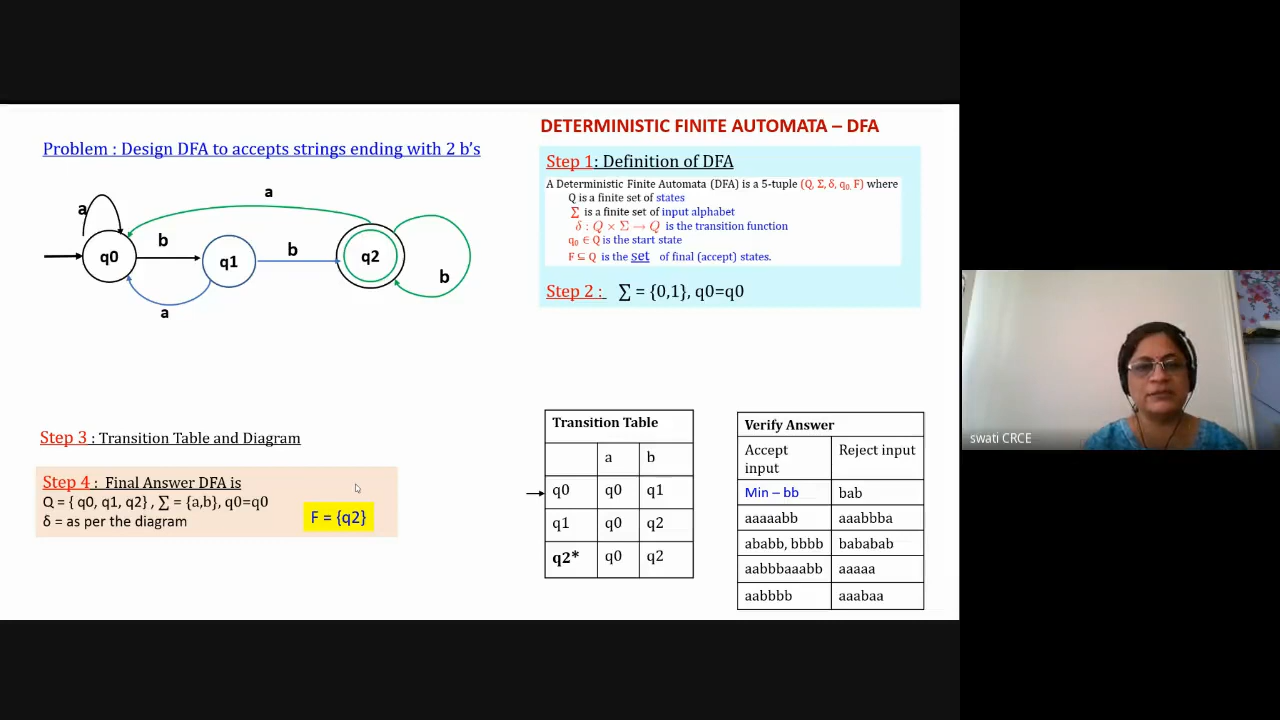 DETERMINISTIC FINITE AUTOMATA – DFA
Problem : Design DFA to accepts strings ending with 2 b's
a
a
b
b
b
a
q0
q1
q2
Step 1: Definition of DFA
A Deterministic Finite Automata (DFA) is a 5-tuple (Q, Σ, δ, q0, F) where
Q is a finite set of states
Σ is a finite set of input alphabet
δ : Q × Σ → Q is the transition function
q0 ∈ Q is the start state
F ⊆ Q is the set of final (accept) states.
Step 2 : ∑ = {0,1}, q0=q0
Step 3 : Transition Table and Diagram
Step 4 : Final Answer DFA is
Q = { q0, q1, q2} , ∑ = {a,b}, q0=q0
δ = as per the diagram
F = {q2}
Transition Table
a b
q0 q0 q1
q1 q0 q2
q2* q0 q2
Verify Answer
Accept input Reject input
Min – bb bab
aaaaabb aaabbba
ababb, bbbb bababab
aabbbaaabb aaaaa
aabbbb aaabaa
swati CRCE